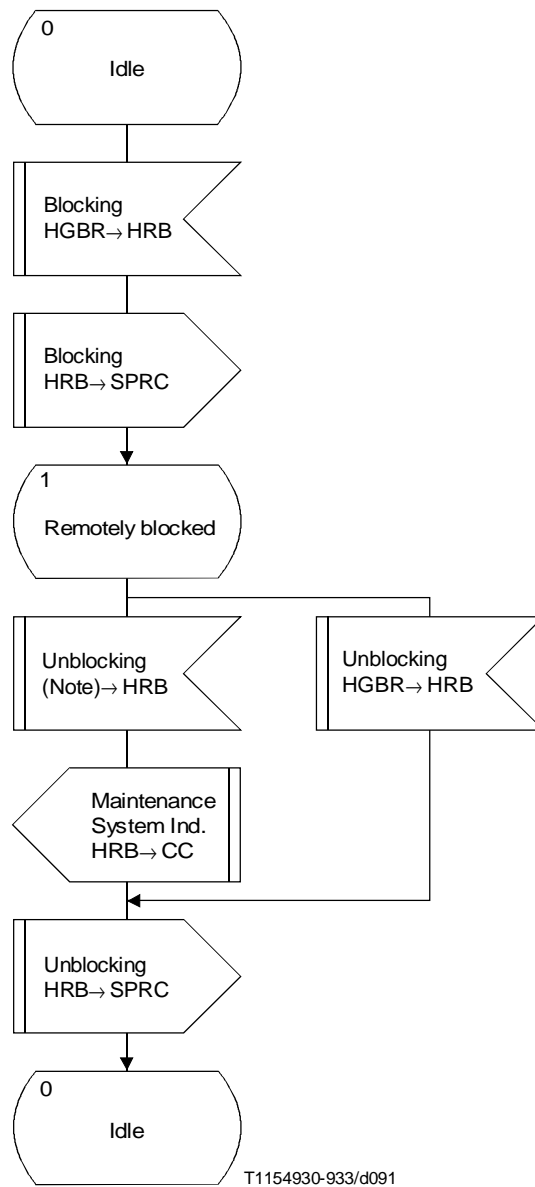 0
Idle
Blocking
HGBR→HRB
Blocking
HRB→SPRC
1
Remotely blocked
Unblocking
(Note)→HRB
Unblocking
HGBR→HRB
Maintenance
System Ind.
HRB→CC
Unblocking
HRB→SPRC
0
Idle
T1154930-933/d091